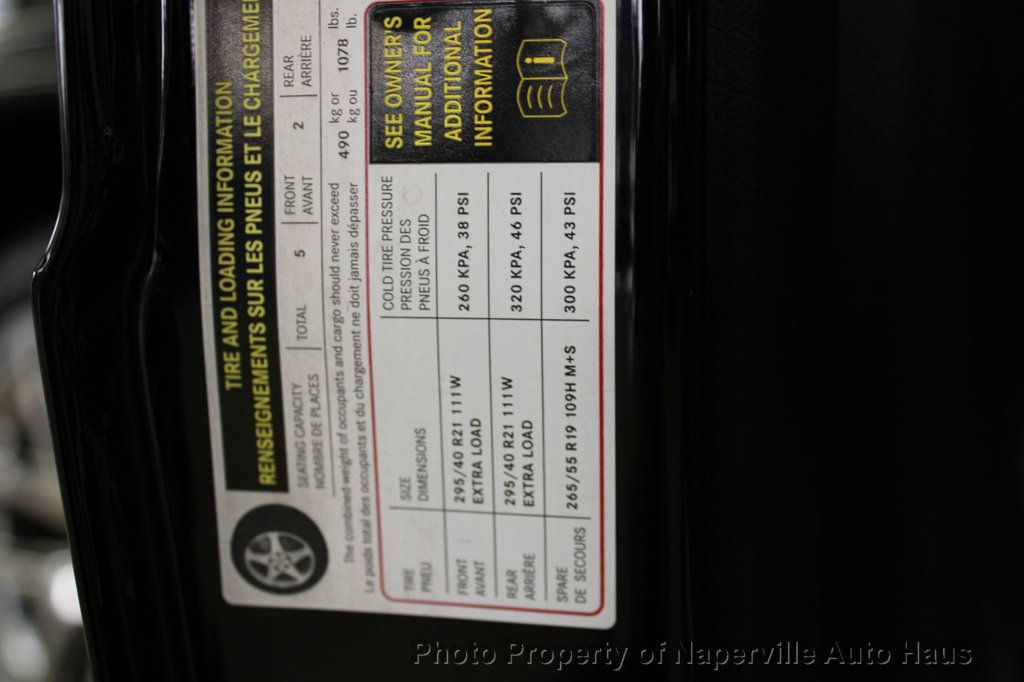 TIRE AND LOADING INFORMATION
RENSEIGNEMENTS SUR LES PNEUS ET LE CHARGEME
SEATING CAPACITY
NOMBRE DE PLACES
TOTAL 5
FRONT
AVANT
2
REAR
ARRIÈRE
The combined weight of occupants and cargo should never exceed 490 kg or 1078 lbs.
Le poids total des occupants et du chargement ne doit jamais dépasser kg ou lb.
TIRE
PNEU
SIZE
DIMENSIONS
COLD TIRE PRESSURE
PRESSION DES
PNEUS À FROID
FRONT
AVANT
295/40 R21 111W
EXTRA LOAD
260 KPA, 38 PSI
REAR
ARRIÈRE
295/40 R21 111W
EXTRA LOAD
320 KPA, 46 PSI
SPARE
DE SECOURS
265/55 R19 109H M+S
300 KPA, 43 PSI
SEE OWNER'S
MANUAL FOR
ADDITIONAL
INFORMATION
i
Photo Property of Naperville Auto Haus